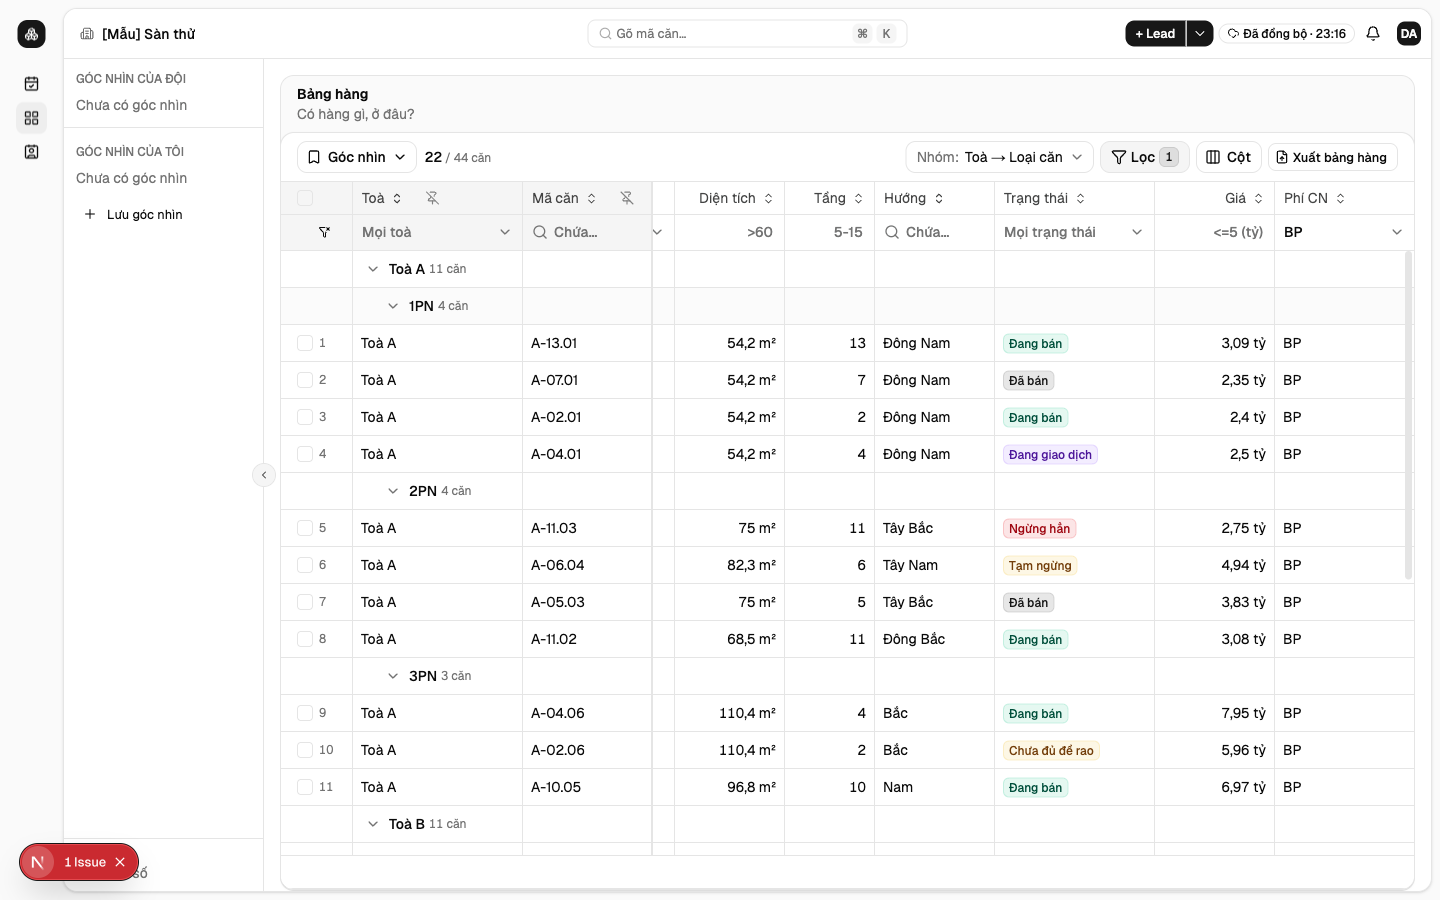 [Mẫu] Sàn thử
Gõ mã căn...
⌘ K
+ Lead
Đã đồng bộ · 23:16
DA
GÓC NHÌN CỦA ĐỘI
Chưa có góc nhìn
GÓC NHÌN CỦA TÔI
Chưa có góc nhìn
+ Lưu góc nhìn
Bảng hàng
Có hàng gì, ở đâu?
Góc nhìn
22 / 44 căn
Nhóm: Toà → Loại căn
Lọc 1
Cột
Xuất bảng hàng
Toà Mã căn Diện tích Tầng Hướng Trạng thái Giá Phí CN
Mọi toà Chứa... >60 5-15 Chứa... Mọi trạng thái <=5 (tỷ) BP
Toà A 11 căn
1PN 4 căn
1 Toà A A-13.01 54,2 m² 13 Đông Nam Đang bán 3,09 tỷ BP
2 Toà A A-07.01 54,2 m² 7 Đông Nam Đã bán 2,35 tỷ BP
3 Toà A A-02.01 54,2 m² 2 Đông Nam Đang bán 2,4 tỷ BP
4 Toà A A-04.01 54,2 m² 4 Đông Nam Đang giao dịch 2,5 tỷ BP
2PN 4 căn
5 Toà A A-11.03 75 m² 11 Tây Bắc Ngừng hẳn 2,75 tỷ BP
6 Toà A A-06.04 82,3 m² 6 Tây Nam Tạm ngừng 4,94 tỷ BP
7 Toà A A-05.03 75 m² 5 Tây Bắc Đã bán 3,83 tỷ BP
8 Toà A A-11.02 68,5 m² 11 Đông Bắc Đang bán 3,08 tỷ BP
3PN 3 căn
9 Toà A A-04.06 110,4 m² 4 Bắc Đang bán 7,95 tỷ BP
10 Toà A A-02.06 110,4 m² 2 Bắc Chưa đủ để rao 5,96 tỷ BP
11 Toà A A-10.05 96,8 m² 10 Nam Đang bán 6,97 tỷ BP
Toà B 11 căn
N 1 Issue
số